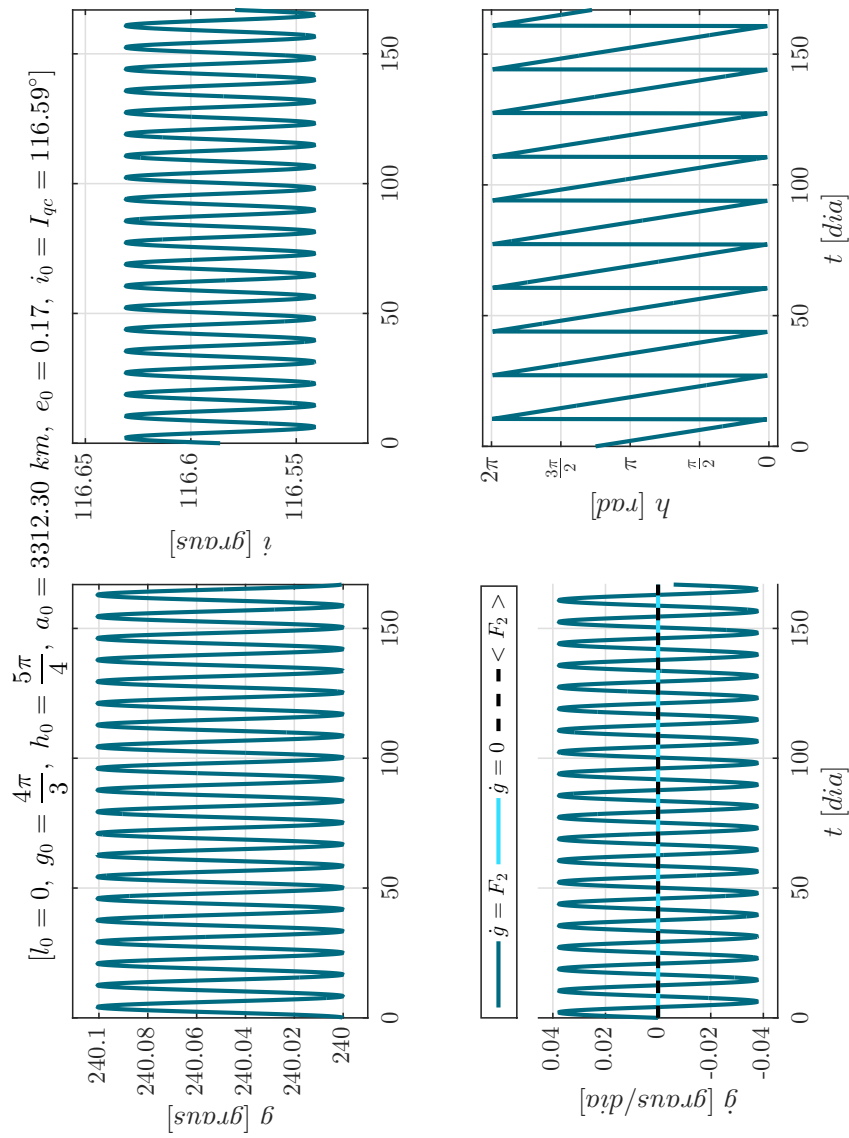 [l₀ = 0, g₀ = 4π/3, h₀ = 5π/4, a₀ = 3312.30 km, e₀ = 0.17, i₀ = I_qc = 116.59°]
g [graus]
240.1
240.08
240.06
240.04
240.02
240
0 50 100 150
i [graus]
116.65
116.6
116.55
0 50 100 150
ġ = F₂ ġ = 0 < F₂ >
ġ [graus/dia]
0.04
0.02
0
-0.02
-0.04
0 50 100 150
t [dia]
h [rad]
2π
3π/2
π
π/2
0
0 50 100 150
t [dia]